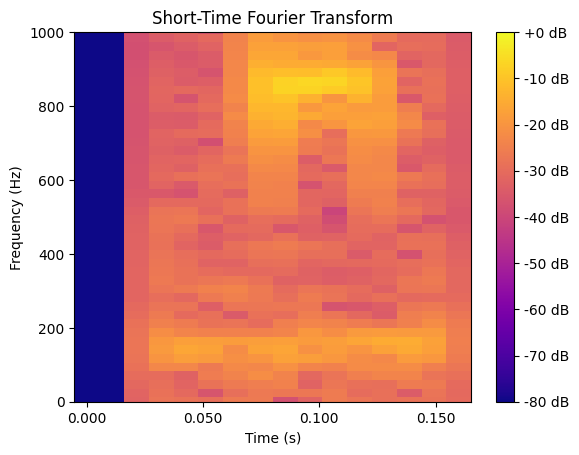 Short-Time Fourier Transform
1000
800
600
400
200
0
Frequency (Hz)
0.000
0.050
0.100
0.150
Time (s)
+0 dB
-10 dB
-20 dB
-30 dB
-40 dB
-50 dB
-60 dB
-70 dB
-80 dB